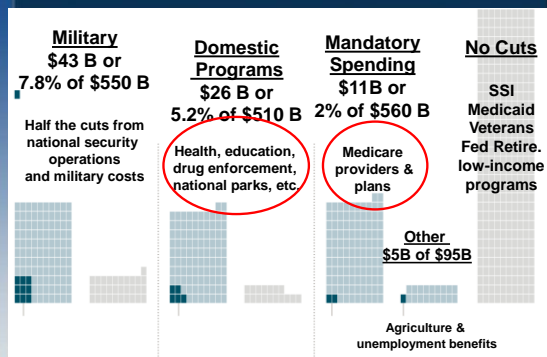 Military
$43 B or
7.8% of $550 B
Half the cuts from
national security
operations
and military costs
Domestic
Programs
$26 B or
5.2% of $510 B
Health, education,
drug enforcement,
national parks, etc.
Mandatory
Spending
$11B or
2% of $560 B
Medicare
providers &
plans
Other
$5B of $95B
Agriculture &
unemployment benefits
No Cuts
SSI
Medicaid
Veterans
Fed Retire.
low-income
programs